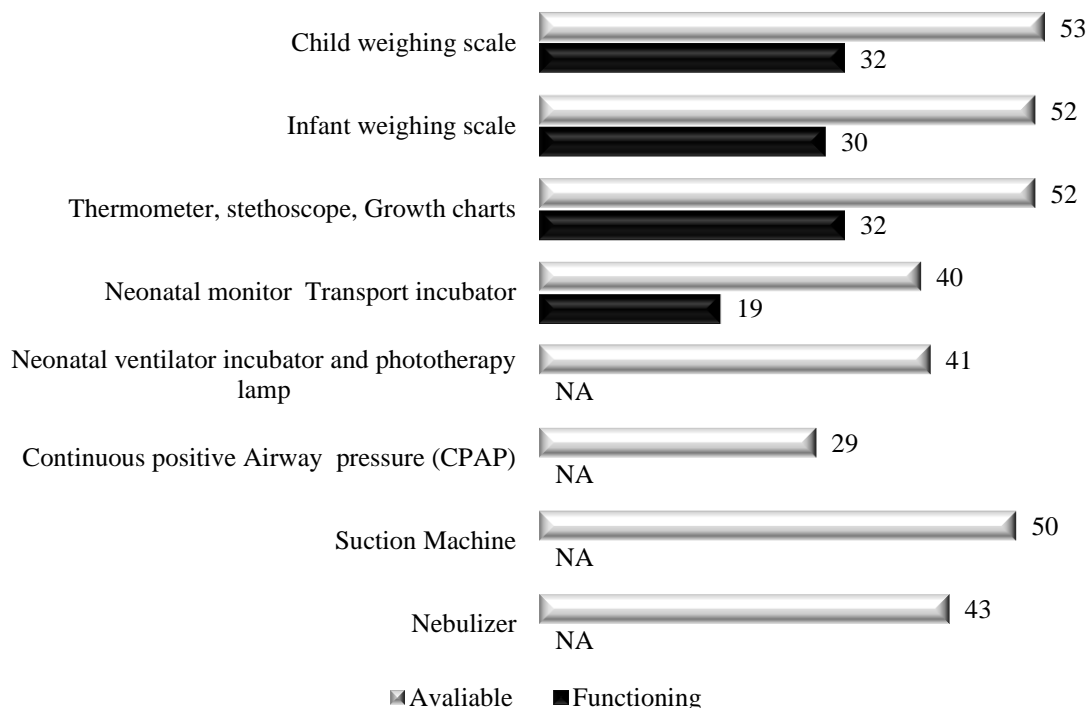 Child weighing scale
53
32
Infant weighing scale
52
30
Thermometer, stethoscope, Growth charts
52
32
Neonatal monitor  Transport incubator
40
19
Neonatal ventilator incubator and phototherapy
lamp
41
NA
Continuous positive Airway  pressure (CPAP)
29
NA
Suction Machine
50
NA
Nebulizer
43
NA
Avaliable Functioning